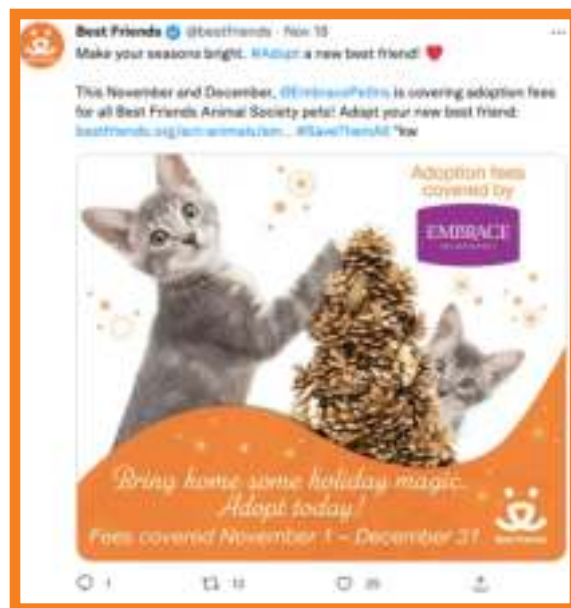 Best Friends @bestfriends · Nov 18
Make your seasons bright. #Adopt a new best friend!
This November and December, @EmbracePetIns is covering adoption fees
for all Best Friends Animal Society pets! Adopt your new best friend:
#SaveThemAll ^kw
Adoption fees
covered by
EMBRACE
Bring home some holiday magic.
Adopt today!
Fees covered November 1 – December 31
Best Friends
1 12